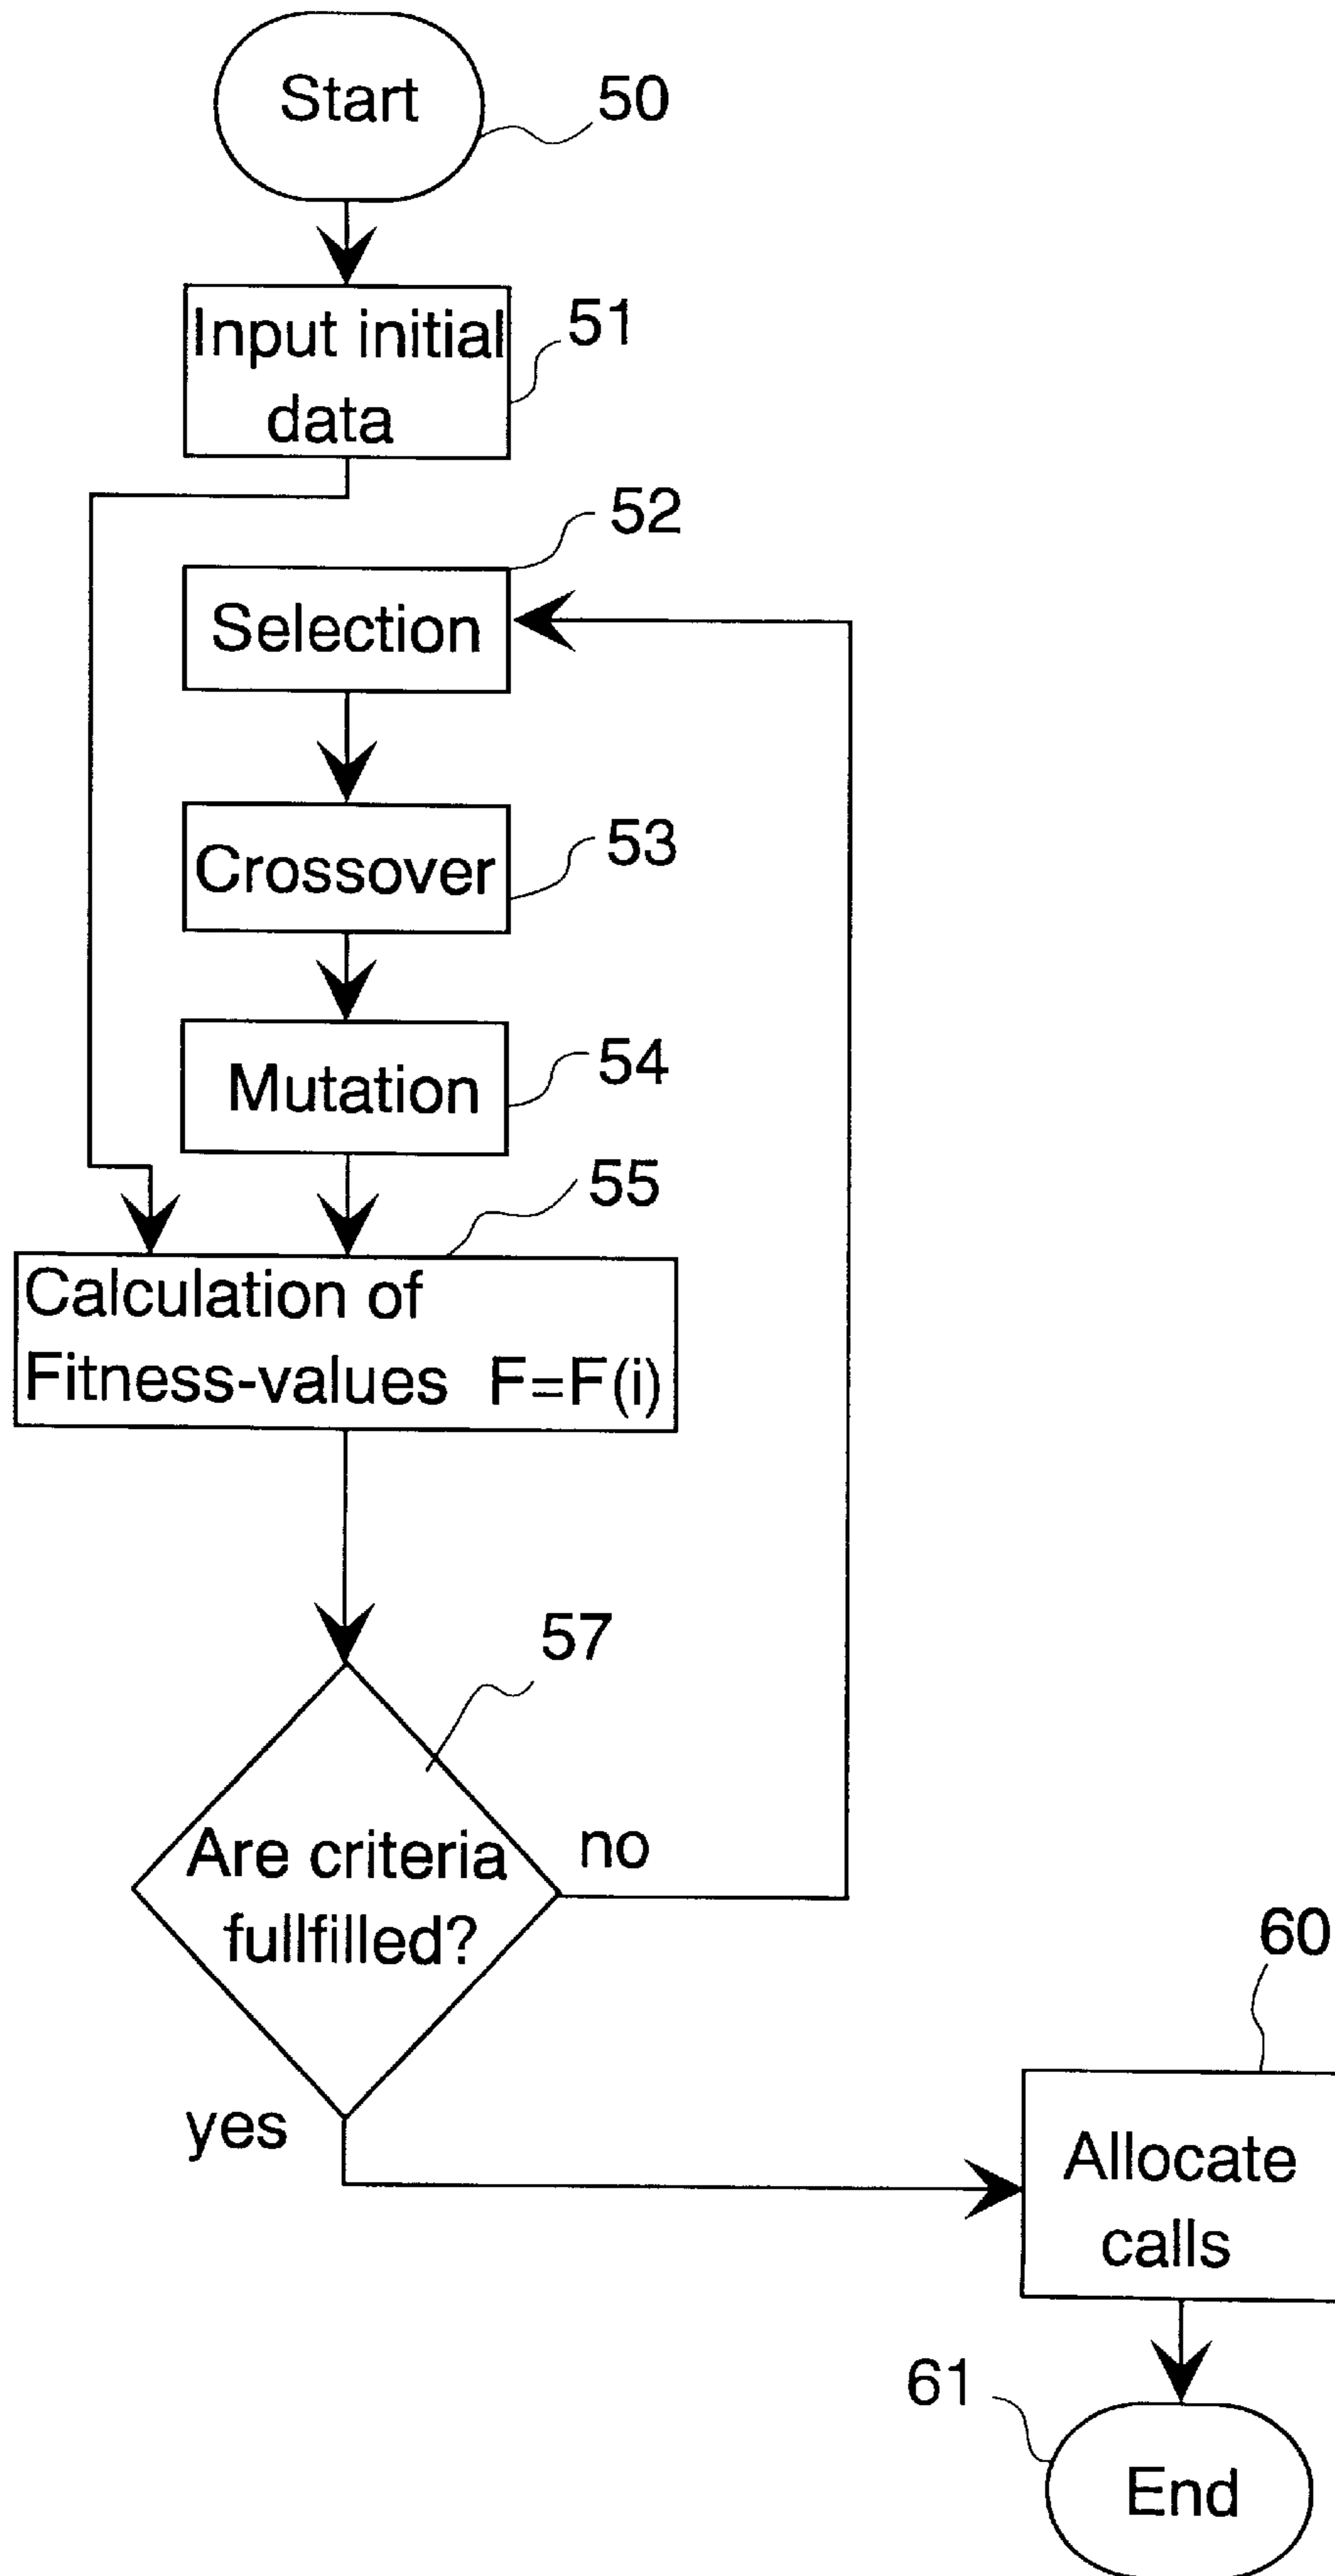 Start
50
Input initial
data
51
52
Selection
Crossover
53
Mutation
54
55
Calculation of
Fitness-values F=F(i)
57
Are criteria
fullfilled?
no
yes
60
Allocate
calls
61
End